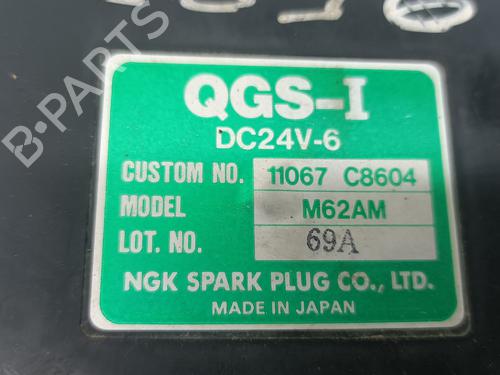 B-PARTS
QGS-I
DC24V-6
CUSTOM NO. 11067 C8604
MODEL M62AM
LOT. NO. 69A
NGK SPARK PLUG CO., LTD.
MADE IN JAPAN